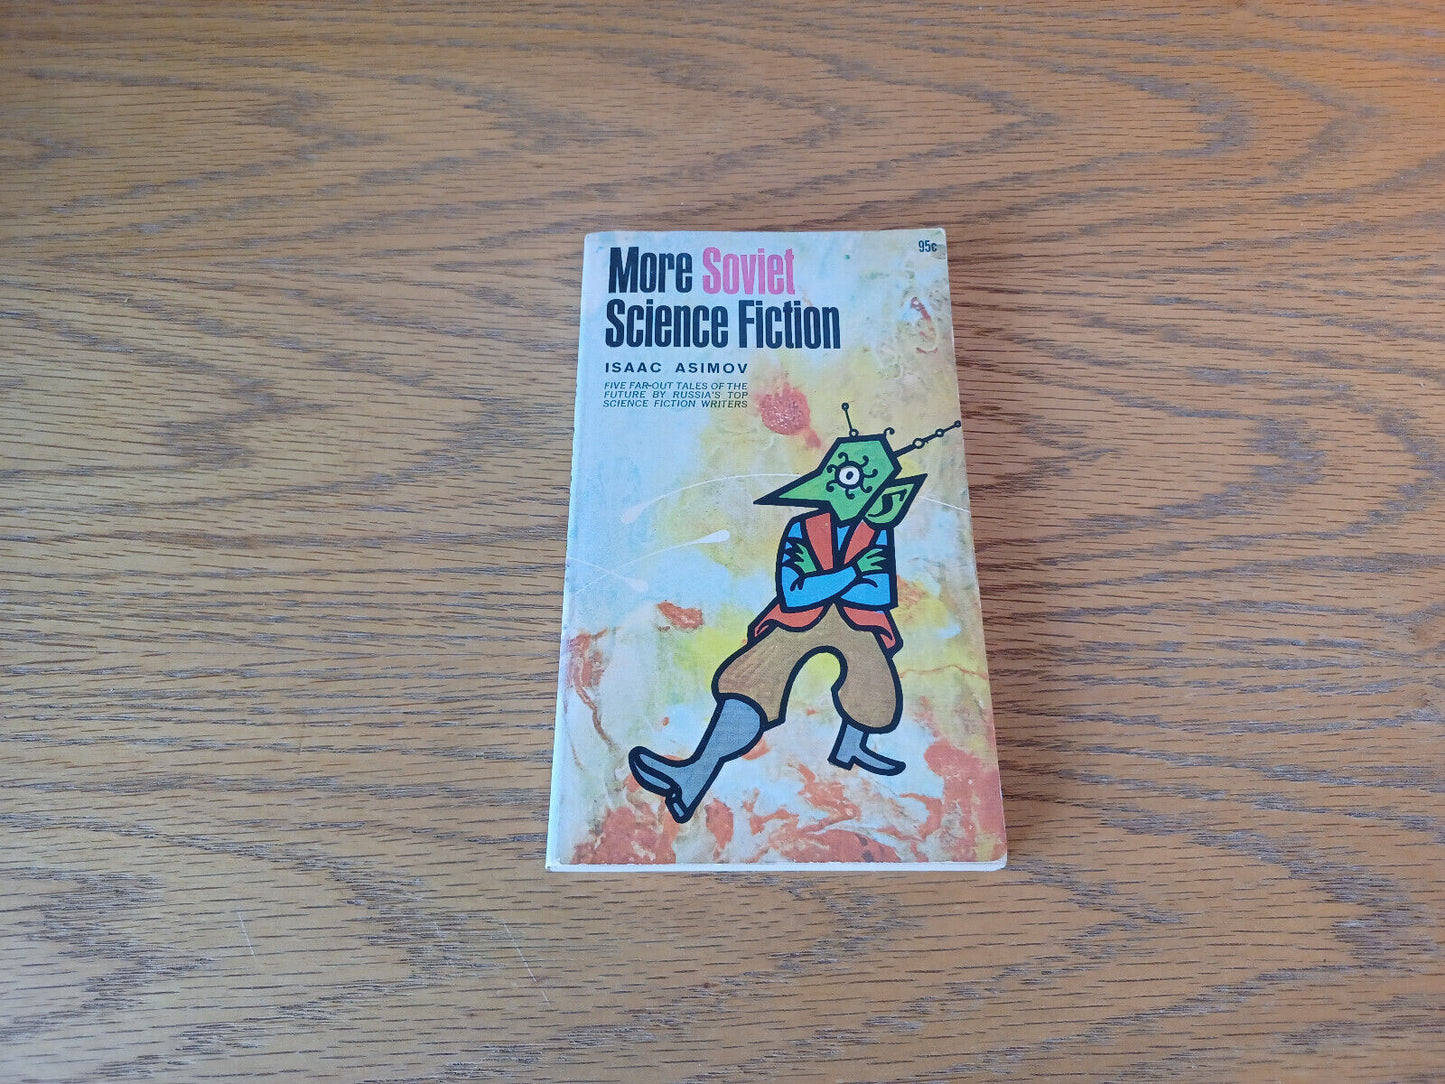 95c
More Soviet
Science Fiction
ISAAC ASIMOV
FIVE FAR-OUT TALES OF THE
FUTURE BY RUSSIA'S TOP
SCIENCE FICTION WRITERS